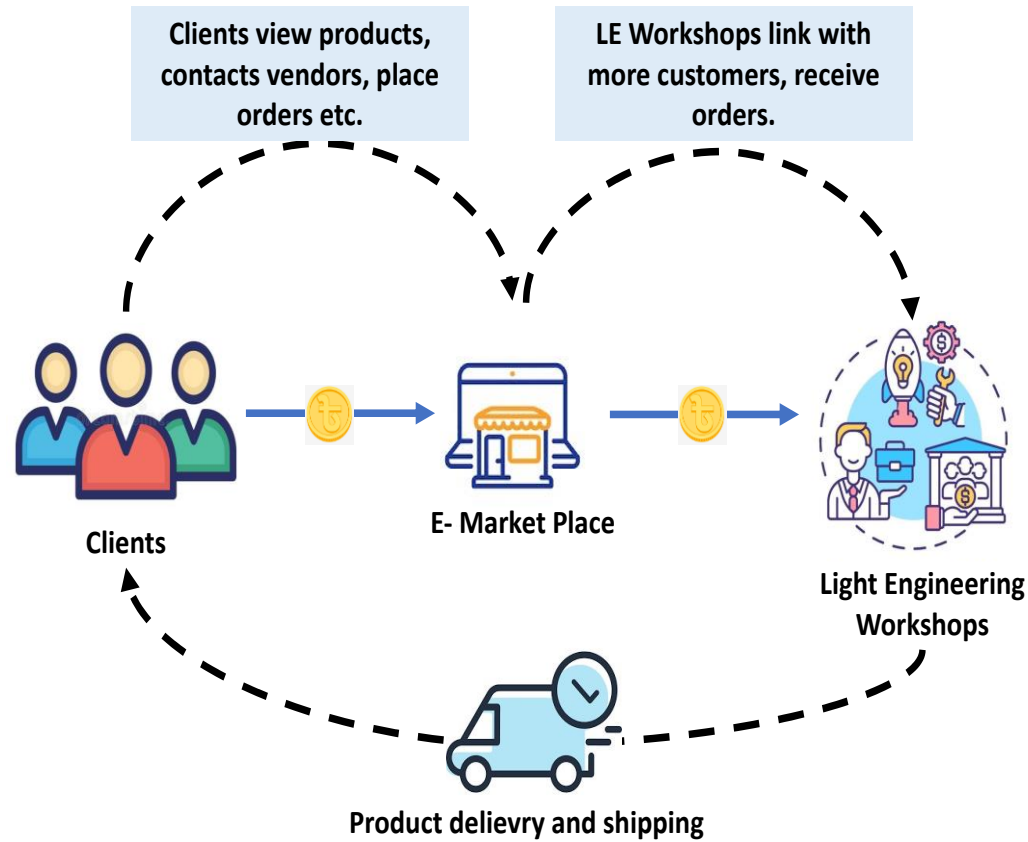 Clients view products,
contacts vendors, place
orders etc.
LE Workshops link with
more customers, receive
orders.
Clients
E- Market Place
Light Engineering
Workshops
Product delievry and shipping